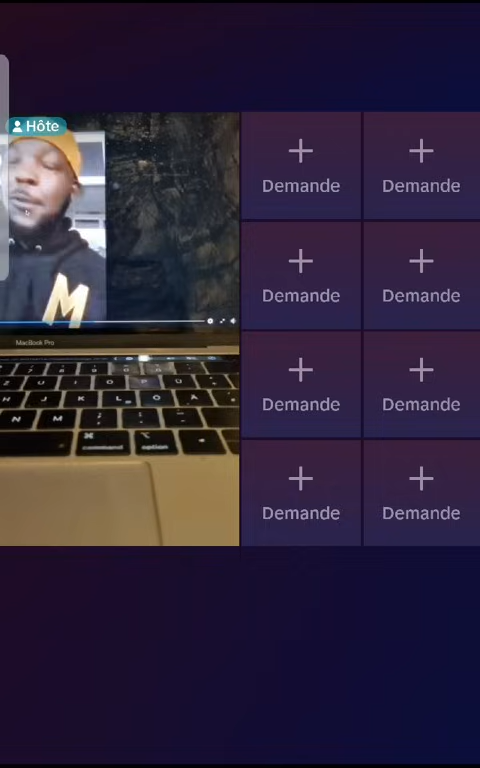 Hôte
Demande
Demande
Demande
Demande
Demande
Demande
Demande
Demande
M
MacBook Pro
Z U I O P Ü
H J K L Ö Ä
N M
command
option